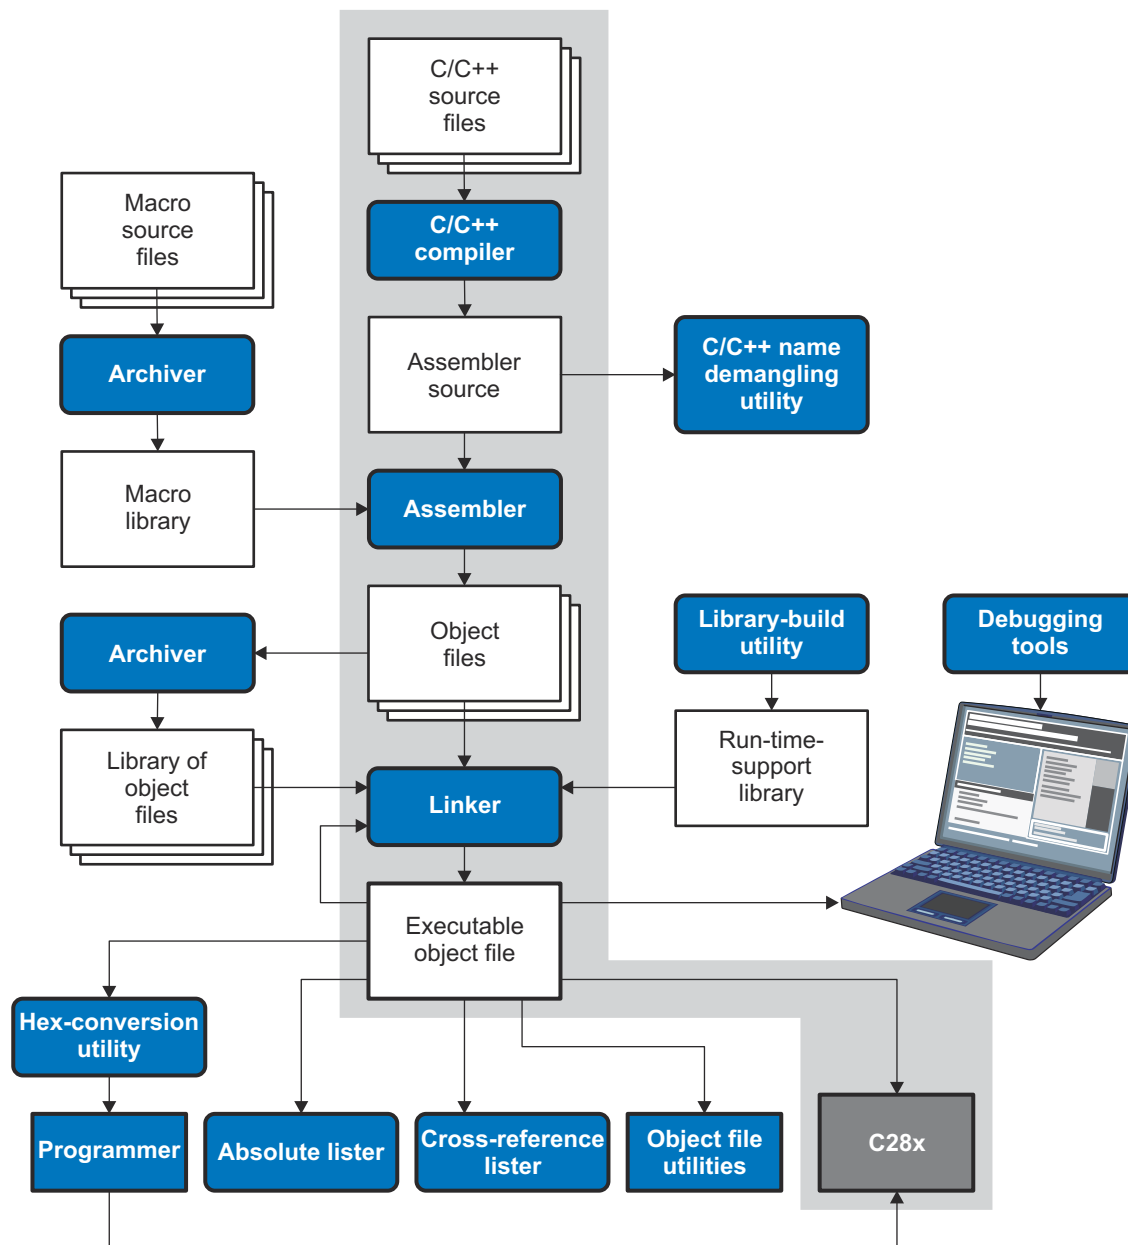 C/C++
source
files
Macro
source
files
C/C++
compiler
Archiver
Assembler
source
C/C++ name
demangling
utility
Macro
library
Assembler
Archiver
Object
files
Library-build
utility
Debugging
tools
Library of
object
files
Linker
Run-time-
support
library
Executable
object file
Hex-conversion
utility
Programmer
Absolute lister
Cross-reference
lister
Object file
utilities
C28x